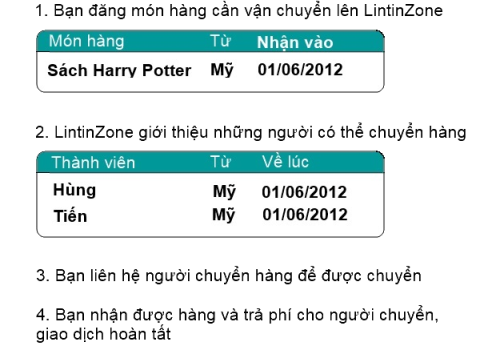 1. Bạn đăng món hàng cần vận chuyển lên LintinZone
Món hàng Từ Nhận vào
Sách Harry Potter Mỹ 01/06/2012
2. LintinZone giới thiệu những người có thể chuyển hàng
Thành viên Từ Về lúc
Hùng Mỹ 01/06/2012
Tiến Mỹ 01/06/2012
3. Bạn liên hệ người chuyển hàng để được chuyển
4. Bạn nhận được hàng và trả phí cho người chuyển,
giao dịch hoàn tất